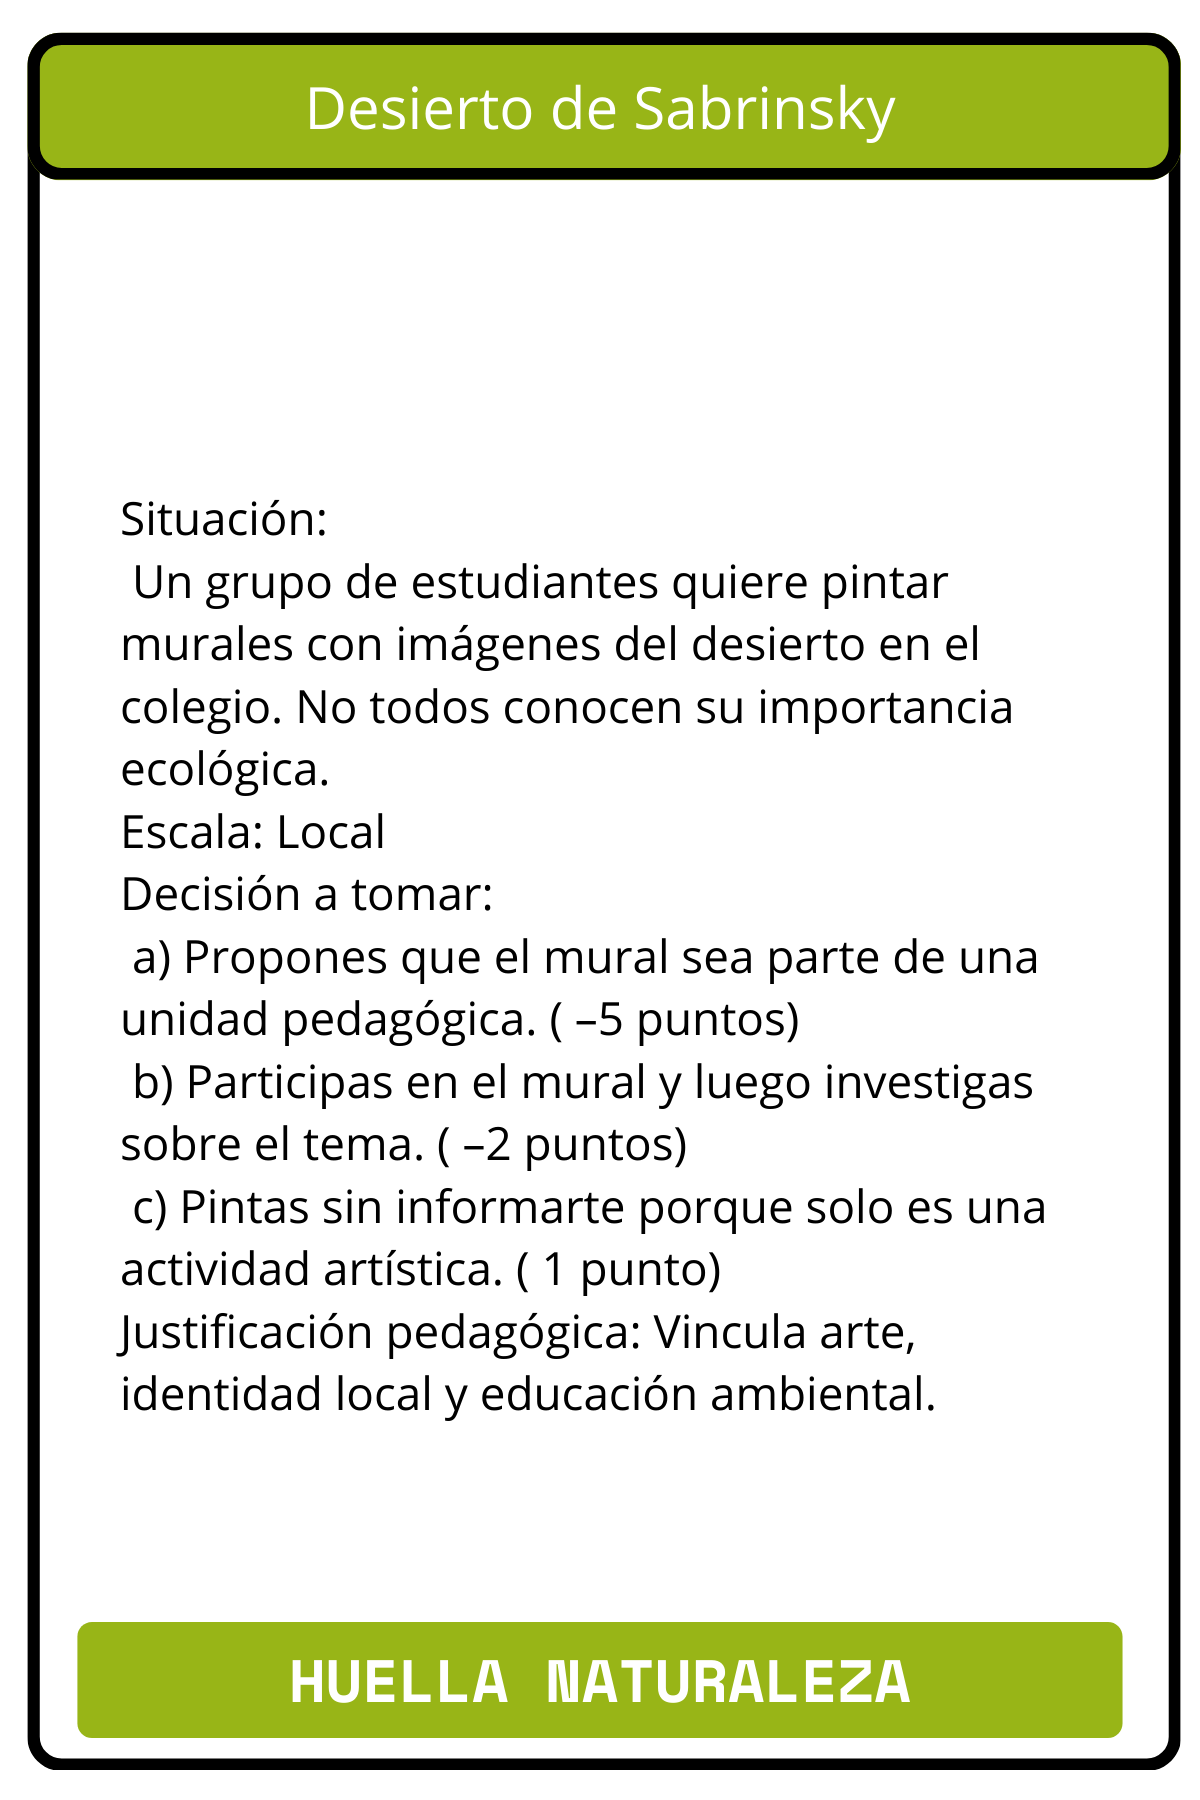 Desierto de Sabrinsky
Situación:
Un grupo de estudiantes quiere pintar
murales con imágenes del desierto en el
colegio. No todos conocen su importancia
ecológica.
Escala: Local
Decisión a tomar:
a) Propones que el mural sea parte de una
unidad pedagógica. ( –5 puntos)
b) Participas en el mural y luego investigas
sobre el tema. ( –2 puntos)
c) Pintas sin informarte porque solo es una
actividad artística. ( 1 punto)
Justificación pedagógica: Vincula arte,
identidad local y educación ambiental.
HUELLA NATURALEZA